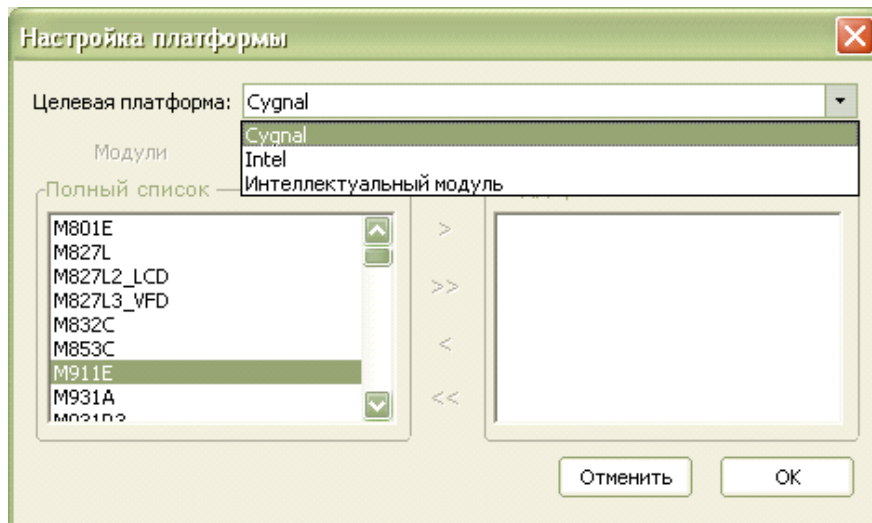 Настройка платформы
Целевая платформа: Cygnal
Cygnal
Intel
Интеллектуальный модуль
Модули
Полный список
M801E
M827L
M827L2_LCD
M827L3_VFD
M832C
M853C
M911E
M931A
>
>>
<
<<
Отменить
OK